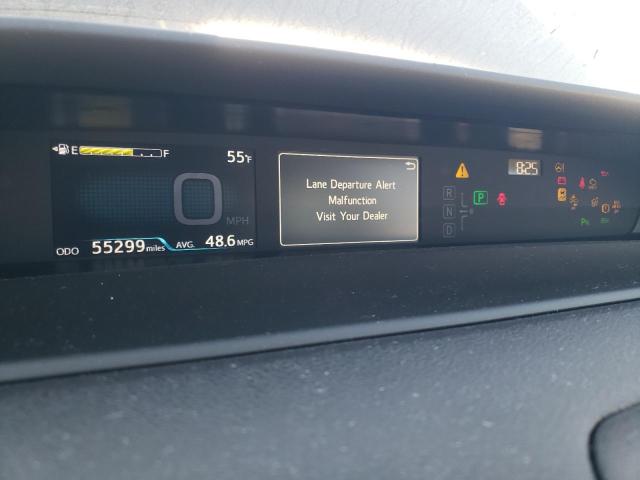 E F 55°F
0
MPH
ODO 55299 miles AVG. 48.6 MPG
Lane Departure Alert
Malfunction
Visit Your Dealer
8:25
R
N
P
D